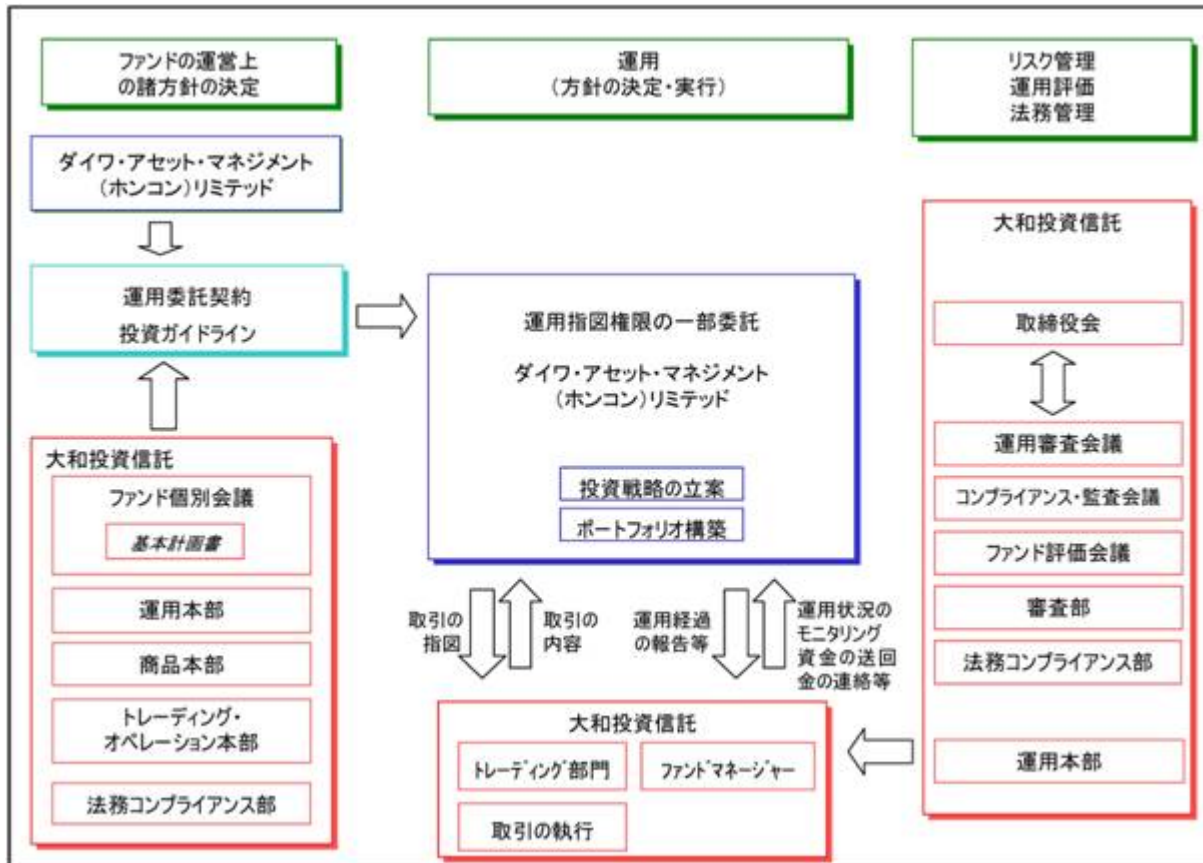 ファンドの運営上
の諸方針の決定
運用
(方針の決定・実行)
リスク管理
運用評価
法務管理
ダイワ・アセット・マネジメント
(ホンコン)リミテッド
運用委託契約
投資ガイドライン
大和投資信託
ファンド個別会議
基本計画書
運用本部
商品本部
トレーディング・
オペレーション本部
法務コンプライアンス部
運用指図権限の一部委託
ダイワ・アセット・マネジメント
(ホンコン)リミテッド
投資戦略の立案
ポートフォリオ構築
取引の
指図
取引の
内容
運用経過
の報告等
運用状況の
モニタリング
資金の送回
金の連絡等
大和投資信託
トレーディング部門
ファンドマネージャー
取引の執行
大和投資信託
取締役会
運用審査会議
コンプライアンス・監査会議
ファンド評価会議
審査部
法務コンプライアンス部
運用本部